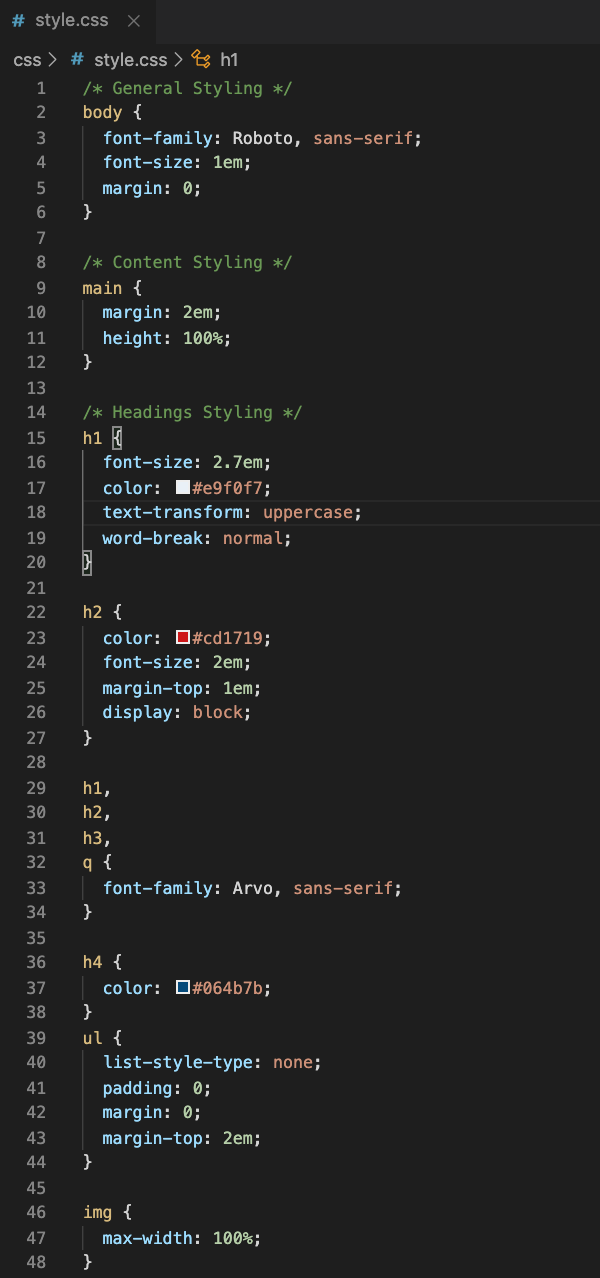 # style.css ×
css > # style.css > h1
1 /* General Styling */
2 body {
3   font-family: Roboto, sans-serif;
4   font-size: 1em;
5   margin: 0;
6 }
7
8 /* Content Styling */
9 main {
10   margin: 2em;
11   height: 100%;
12 }
13
14 /* Headings Styling */
15 h1 {
16   font-size: 2.7em;
17   color: #e9f0f7;
18   text-transform: uppercase;
19   word-break: normal;
20 }
21
22 h2 {
23   color: #cd1719;
24   font-size: 2em;
25   margin-top: 1em;
26   display: block;
27 }
28
29 h1,
30 h2,
31 h3,
32 q {
33   font-family: Arvo, sans-serif;
34 }
35
36 h4 {
37   color: #064b7b;
38 }
39 ul {
40   list-style-type: none;
41   padding: 0;
42   margin: 0;
43   margin-top: 2em;
44 }
45
46 img {
47   max-width: 100%;
48 }